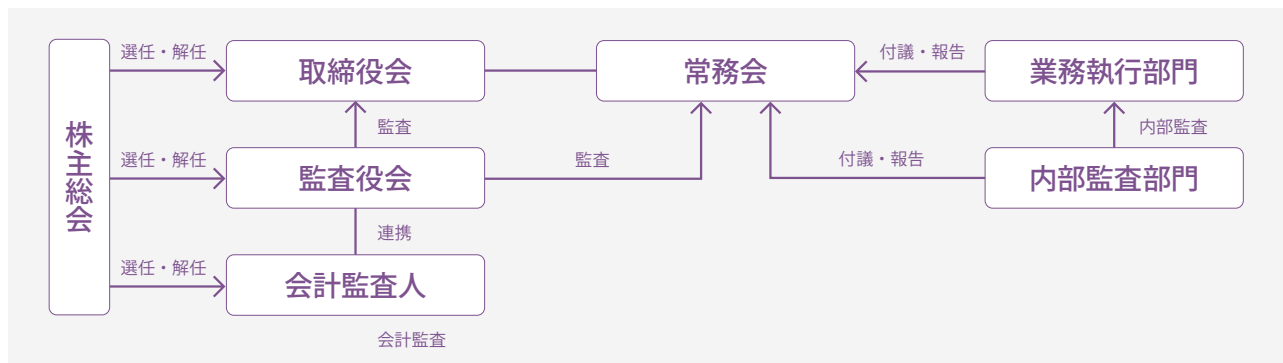 株主総会
選任・解任
取締役会
常務会
付議・報告
業務執行部門
監査
内部監査
選任・解任
監査役会
監査
付議・報告
内部監査部門
連携
選任・解任
会計監査人
会計監査